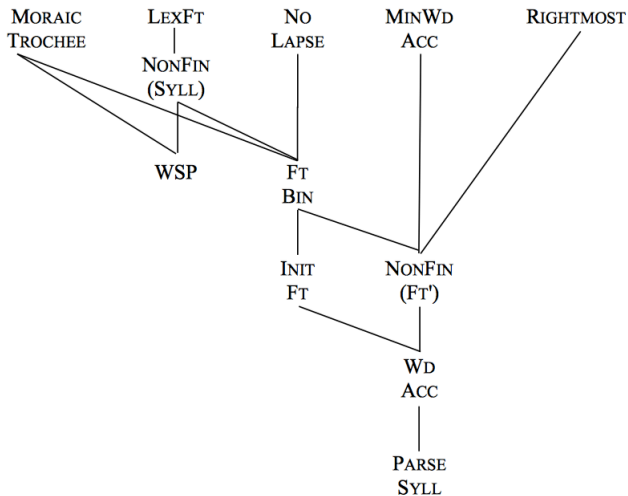 MORAIC TROCHEE
LEXFT
NO LAPSE
MINWD ACC
RIGHTMOST
NONFIN (SYLL)
WSP
FT BIN
INIT FT
NONFIN (FT')
WD ACC
PARSE SYLL